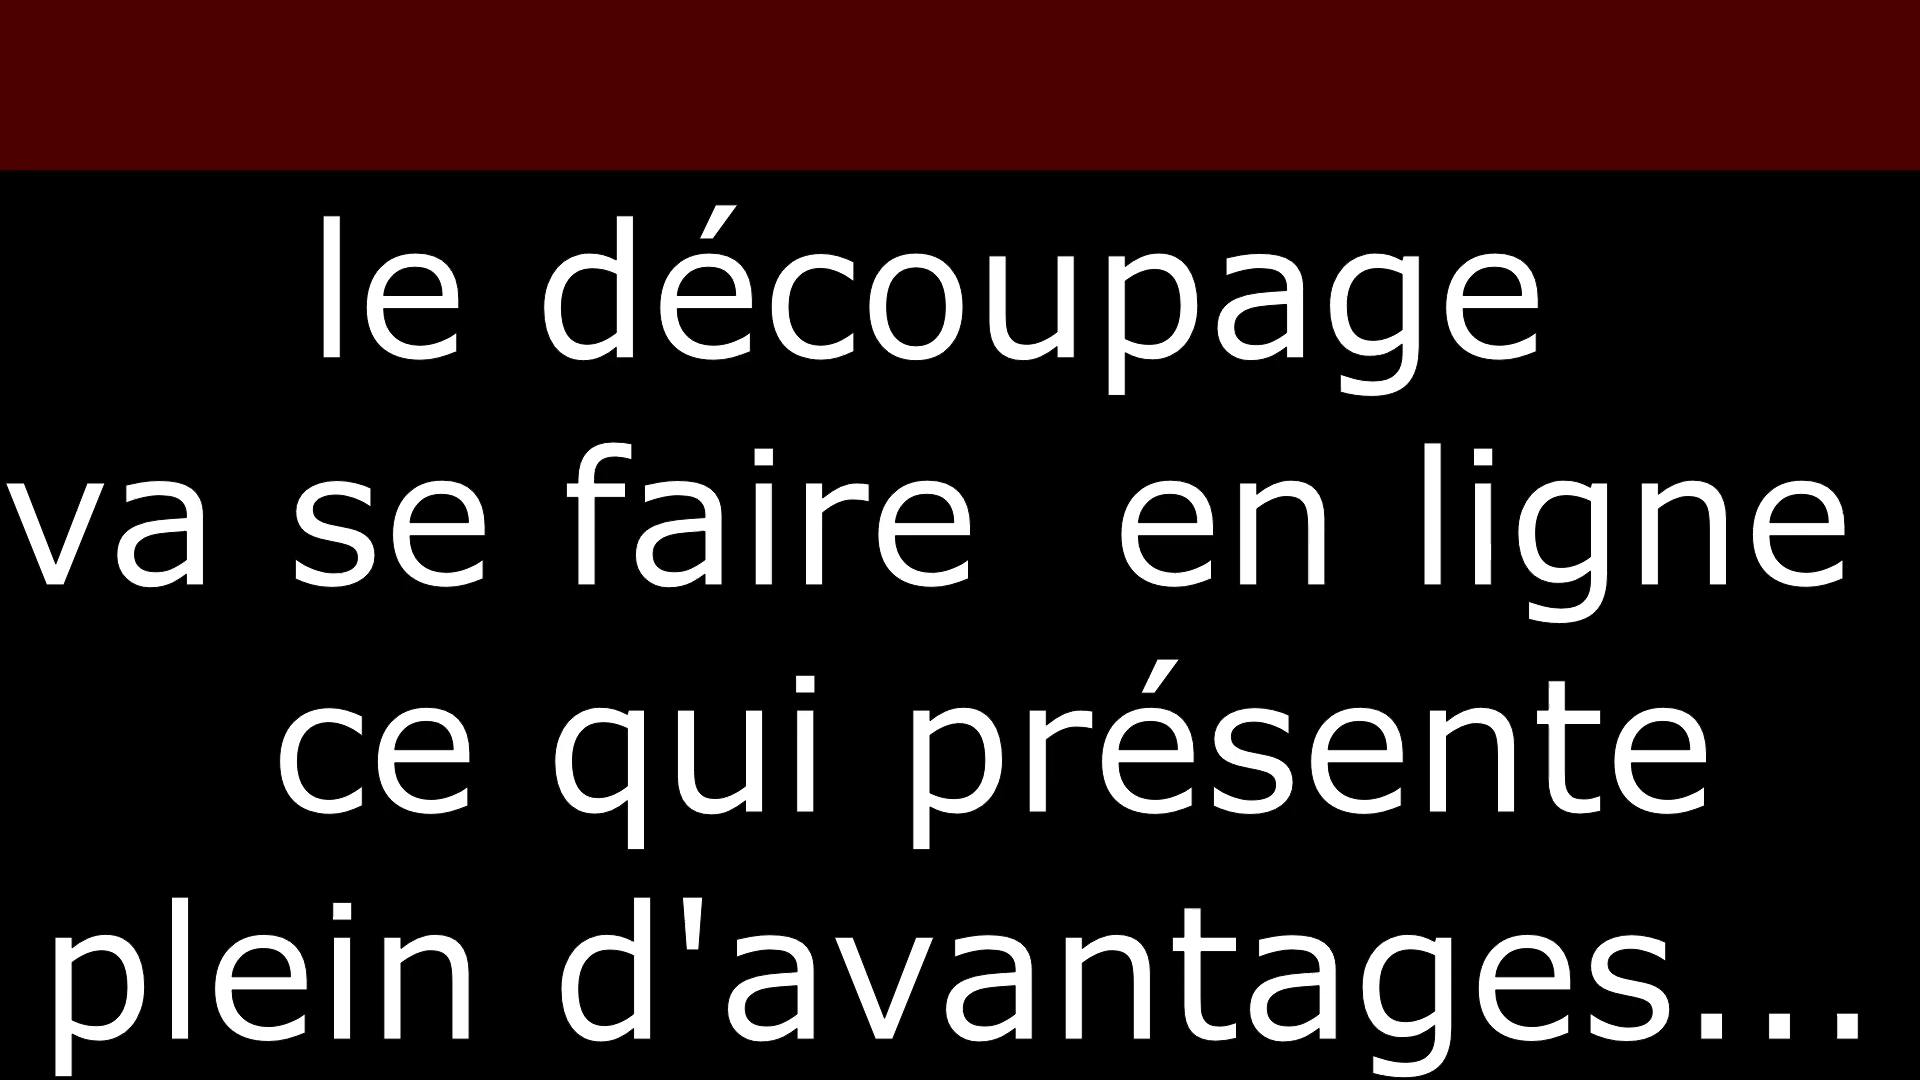 le découpage
va se faire  en ligne
ce qui présente
plein d'avantages...